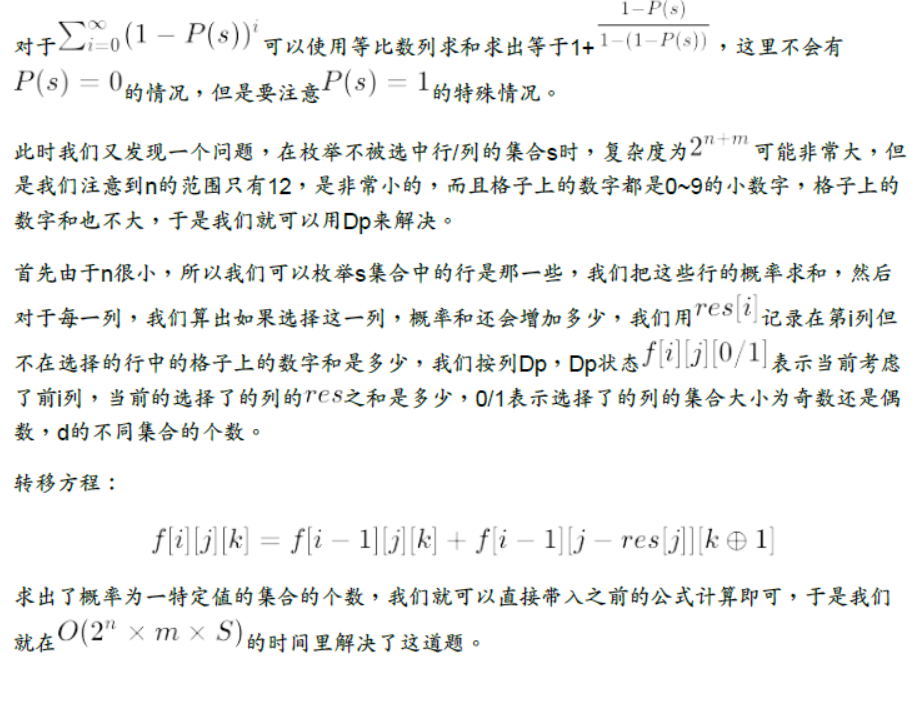 对于$\sum_{i=0}^{\infty}(1-P(s))^i$可以使用等比数列求和求出等于1+$\frac{1-P(s)}{1-(1-P(s))}$，这里不会有
$P(s)=0$的情况，但是要注意$P(s)=1$的特殊情况。
此时我们又发现一个问题，在枚举不被选中行/列的集合s时，复杂度为$2^{n+m}$可能非常大，但
是我们注意到n的范围只有12，是非常小的，而且格子上的数字都是0~9的小数字，格子上的
数字和也不大，于是我们就可以用Dp来解决。
首先由于n很小，所以我们可以枚举s集合中的行是那一些，我们把这些行的概率求和，然后
对于每一列，我们算出如果选择这一列，概率和还会增加多少，我们用$res[i]$记录在第i列但
不在选择的行中的格子上的数字和是多少，我们按列Dp，Dp状态$f[i][j][0/1]$表示当前考虑
了前i列，当前的选择了的列的$res$之和是多少，0/1表示选择了的列的集合大小为奇数还是偶
数，d的不同集合的个数。
转移方程：
$f[i][j][k] = f[i-1][j][k] + f[i-1][j-res[j]][k \oplus 1]$
求出了概率为一特定值的集合的个数，我们就可以直接带入之前的公式计算即可，于是我们
就在$O(2^n \times m \times S)$的时间里解决了这道题。